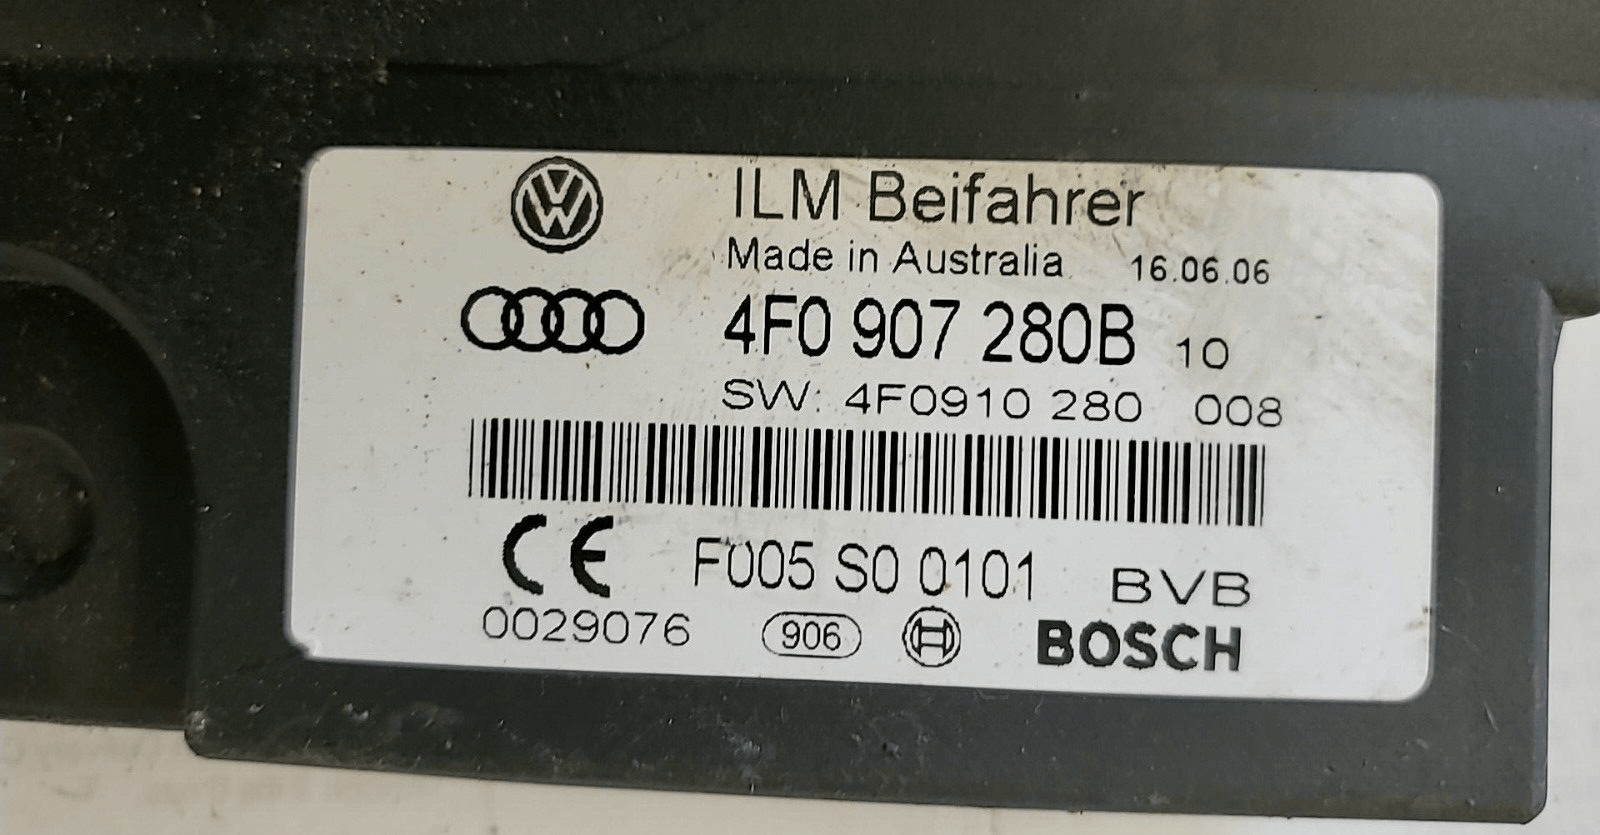 ILM Beifahrer
Made in Australia 16.06.06
4F0 907 280B 10
SW: 4F0910 280 008
CE F005 S0 0101 BVB
0029076 906 BOSCH